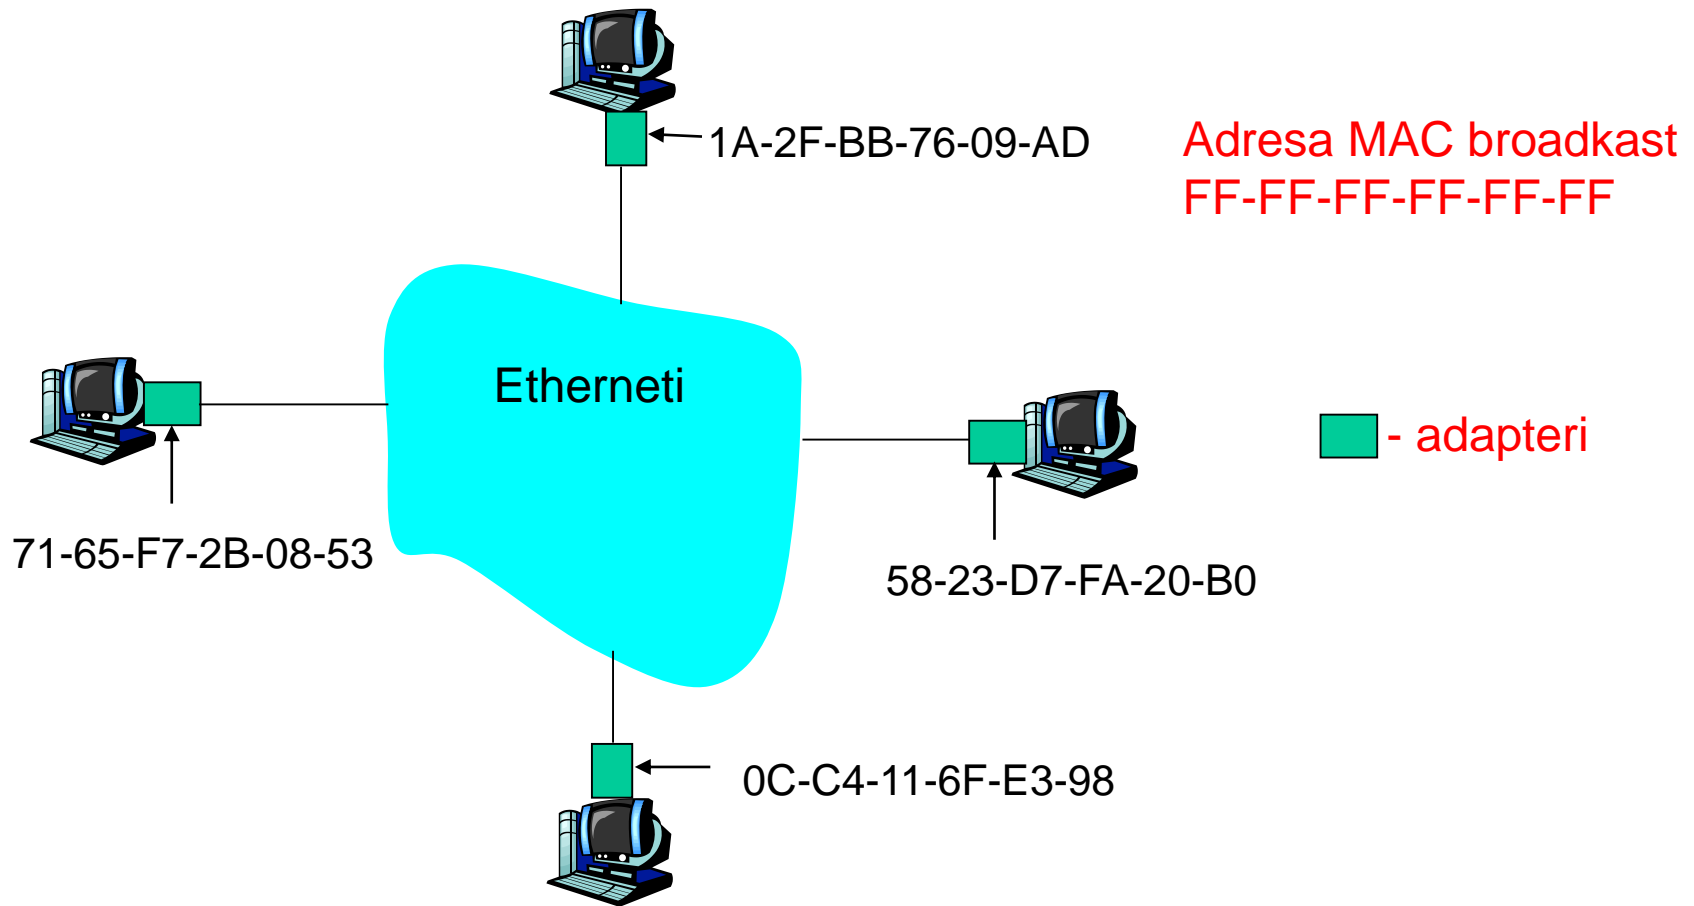 1A-2F-BB-76-09-AD
Adresa MAC broadkast
FF-FF-FF-FF-FF-FF
Etherneti
- adapteri
71-65-F7-2B-08-53
58-23-D7-FA-20-B0
0C-C4-11-6F-E3-98